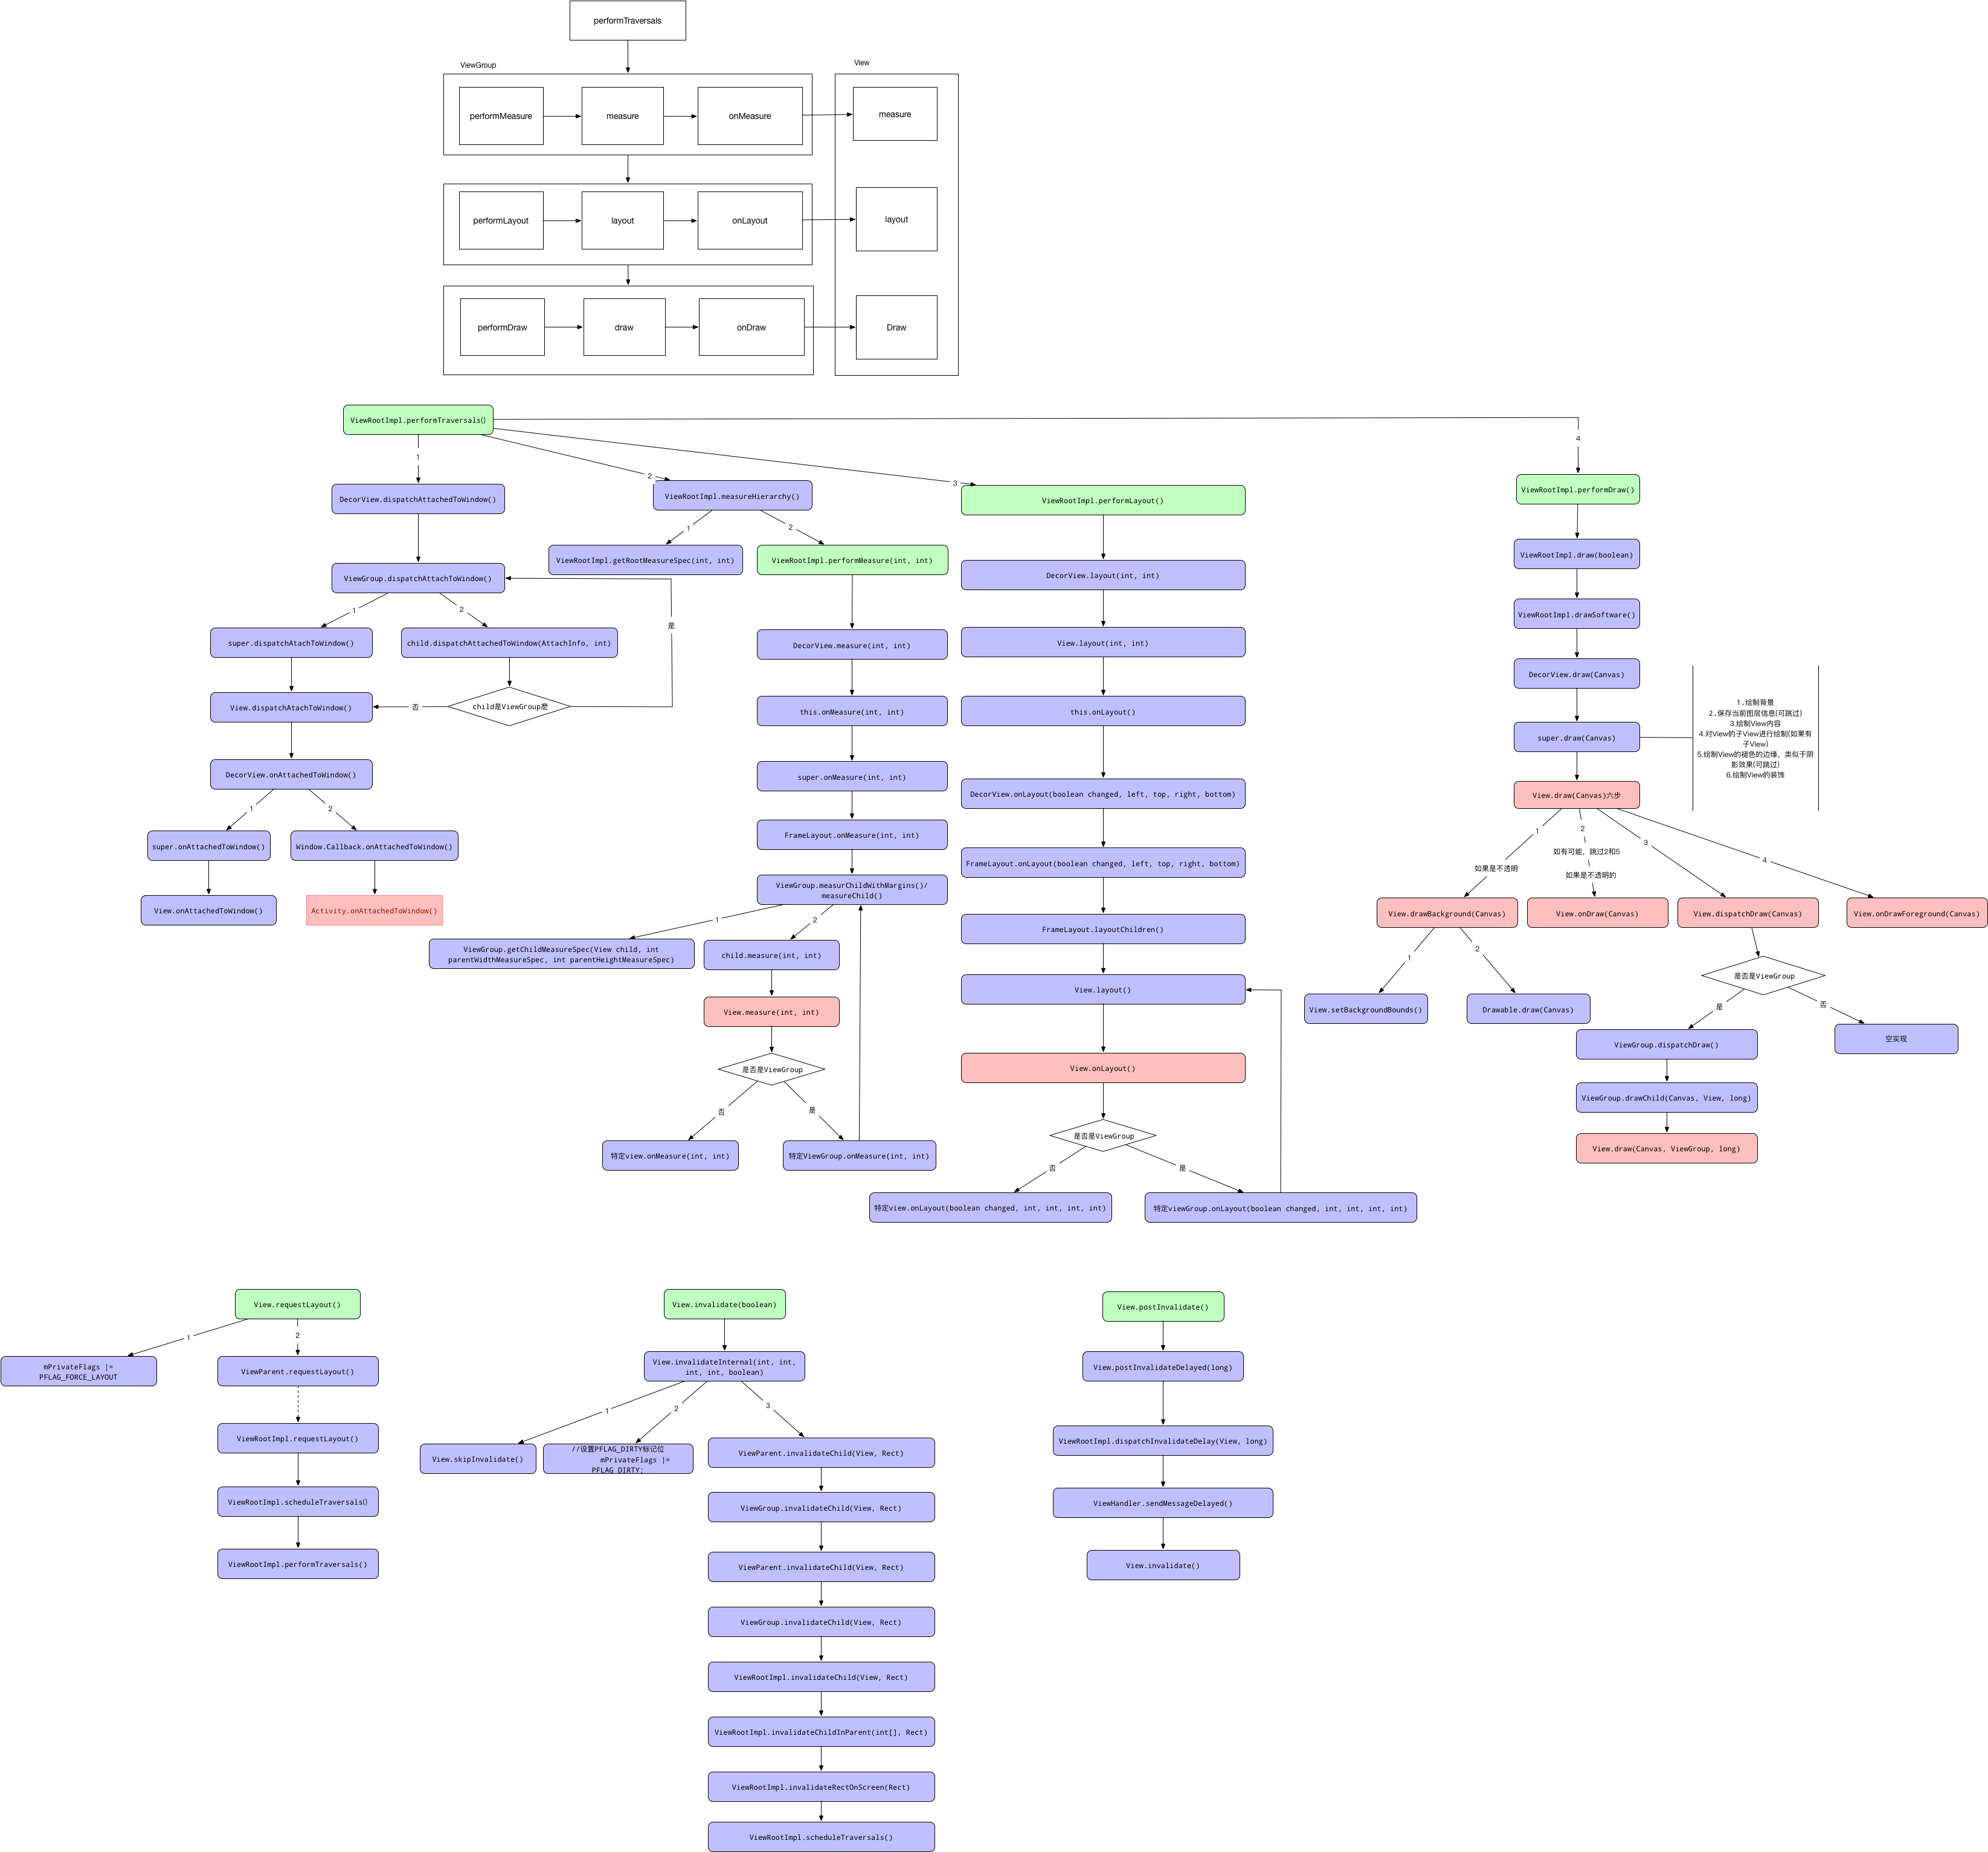 performTraversals
ViewGroup
View
performMeasure
measure
onMeasure
measure
performLayout
layout
onLayout
layout
performDraw
draw
onDraw
Draw
ViewRootImpl.performTraversals()
1
2
3
4
DecorView.dispatchAttachedToWindow()
ViewGroup.dispatchAttachToWindow()
1
2
super.dispatchAtachToWindow()
child.dispatchAttachedToWindow(AttachInfo, int)
是
View.dispatchAtachToWindow()
否
child是ViewGroup麽
DecorView.onAttachedToWindow()
1
2
super.onAttachedToWindow()
Window.Callback.onAttachedToWindow()
View.onAttachedToWindow()
Activity.onAttachedToWindow()
ViewRootImpl.measureHierarchy()
1
2
ViewRootImpl.getRootMeasureSpec(int, int)
ViewRootImpl.performMeasure(int, int)
DecorView.measure(int, int)
this.onMeasure(int, int)
super.onMeasure(int, int)
FrameLayout.onMeasure(int, int)
ViewGroup.measurChildWithMargins()/
measureChild()
1
2
ViewGroup.getChildMeasureSpec(View child, int
parentWidthMeasureSpec, int parentHeightMeasureSpec)
child.measure(int, int)
View.measure(int, int)
是否是ViewGroup
否
是
特定view.onMeasure(int, int)
特定ViewGroup.onMeasure(int, int)
ViewRootImpl.performLayout()
DecorView.layout(int, int)
View.layout(int, int)
this.onLayout()
DecorView.onLayout(boolean changed, left, top, right, bottom)
FrameLayout.onLayout(boolean changed, left, top, right, bottom)
FrameLayout.layoutChildren()
View.layout()
View.onLayout()
是否是ViewGroup
否
是
特定view.onLayout(boolean changed, int, int, int, int)
特定viewGroup.onLayout(boolean changed, int, int, int, int)
ViewRootImpl.performDraw()
ViewRootImpl.draw(boolean)
ViewRootImpl.drawSoftware()
DecorView.draw(Canvas)
super.draw(Canvas)
1.绘制背景
2.保存当前图层信息(可跳过)
3.绘制View内容
4.对View的子View进行绘制(如果有
子View)
5.绘制View的褪色的边缘，类似于阴
影效果(可跳过)
6.绘制View的装饰
View.draw(Canvas)六步
1
2
3
4
如有可能，跳过2和5
如果是不透明
如果是不透明的
View.drawBackground(Canvas)
View.onDraw(Canvas)
View.dispatchDraw(Canvas)
View.onDrawForeground(Canvas)
1
2
View.setBackgroundBounds()
Drawable.draw(Canvas)
是否是ViewGroup
是
否
ViewGroup.dispatchDraw()
空实现
ViewGroup.drawChild(Canvas, View, long)
View.draw(Canvas, ViewGroup, long)
View.requestLayout()
1
2
mPrivateFlags |=
PFLAG_FORCE_LAYOUT
ViewParent.requestLayout()
ViewRootImpl.requestLayout()
ViewRootImpl.scheduleTraversals()
ViewRootImpl.performTraversals()
View.invalidate(boolean)
View.invalidateInternal(int, int,
int, int, boolean)
1
2
3
View.skipInvalidate()
//设置PFLAG_DIRTY标记位
mPrivateFlags |=
PFLAG_DIRTY;
ViewParent.invalidateChild(View, Rect)
ViewGroup.invalidateChild(View, Rect)
ViewParent.invalidateChild(View, Rect)
ViewGroup.invalidateChild(View, Rect)
ViewRootImpl.invalidateChild(View, Rect)
ViewRootImpl.invalidateChildInParent(int[], Rect)
ViewRootImpl.invalidateRectOnScreen(Rect)
ViewRootImpl.scheduleTraversals()
View.postInvalidate()
View.postInvalidateDelayed(long)
ViewRootImpl.dispatchInvalidateDelay(View, long)
ViewHandler.sendMessageDelayed()
View.invalidate()